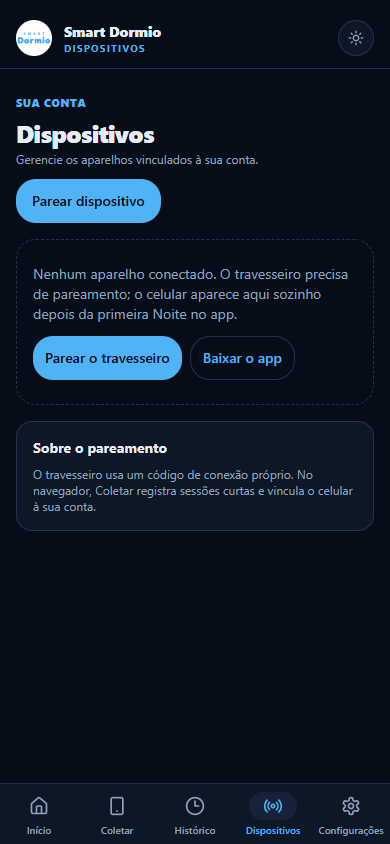 SMART
Dormio
Smart Dormio
DISPOSITIVOS
SUA CONTA
Dispositivos
Gerencie os aparelhos vinculados à sua conta.
Parear dispositivo
Nenhum aparelho conectado. O travesseiro precisa
de pareamento; o celular aparece aqui sozinho
depois da primeira Noite no app.
Parear o travesseiro
Baixar o app
Sobre o pareamento
O travesseiro usa um código de conexão próprio. No
navegador, Coletar registra sessões curtas e vincula o celular
à sua conta.
Início
Coletar
Histórico
Dispositivos
Configurações